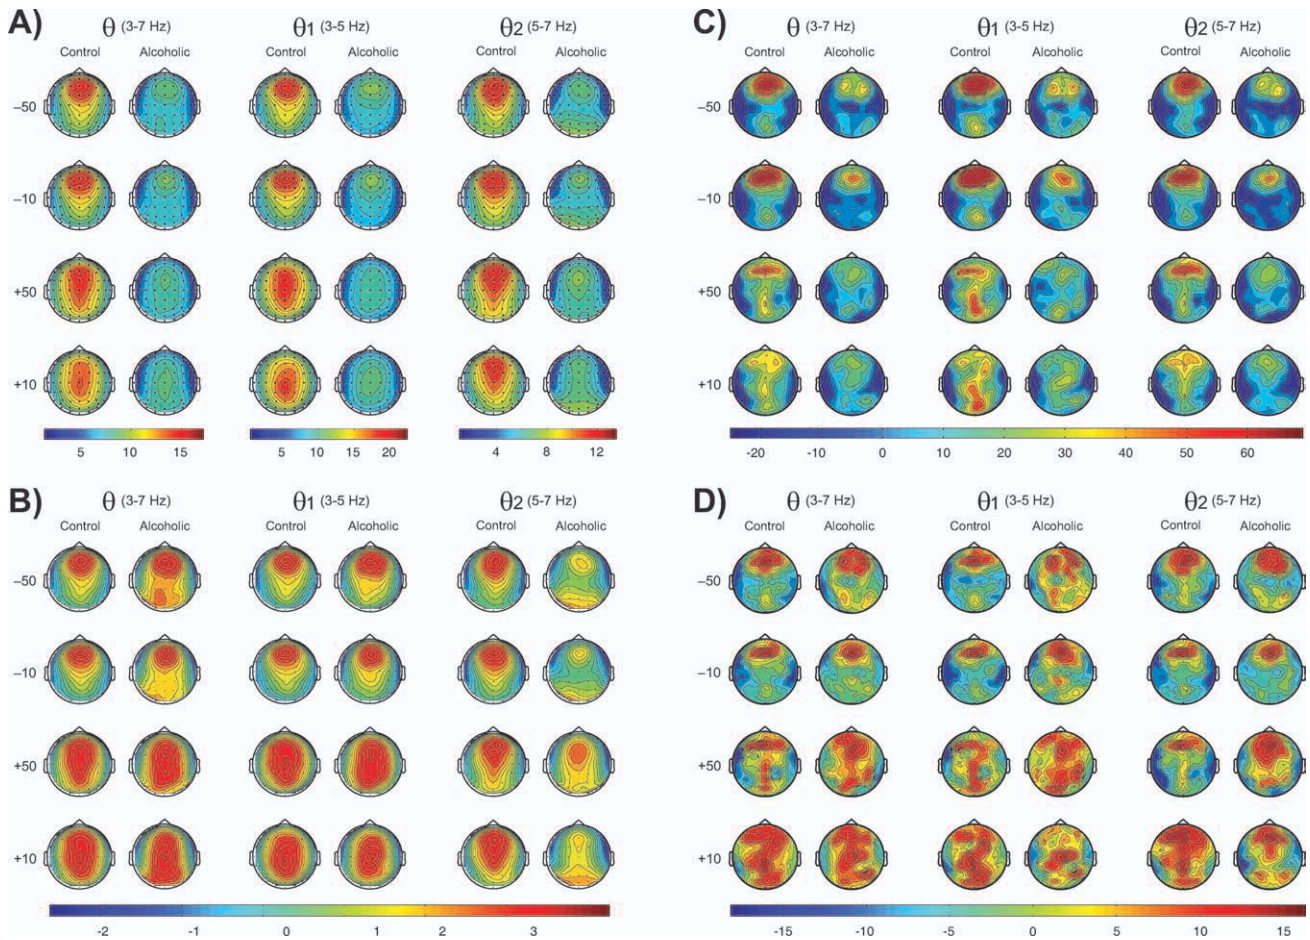 A) θ (3-7 Hz) θ1 (3-5 Hz) θ2 (5-7 Hz)
Control Alcoholic Control Alcoholic Control Alcoholic
−50
−10
+50
+10
5 10 15 5 10 15 20 4 8 12
C) θ (3-7 Hz) θ1 (3-5 Hz) θ2 (5-7 Hz)
Control Alcoholic Control Alcoholic Control Alcoholic
−50
−10
+50
+10
-20 -10 0 10 20 30 40 50 60
B) θ (3-7 Hz) θ1 (3-5 Hz) θ2 (5-7 Hz)
Control Alcoholic Control Alcoholic Control Alcoholic
−50
−10
+50
+10
-2 -1 0 1 2 3
D) θ (3-7 Hz) θ1 (3-5 Hz) θ2 (5-7 Hz)
Control Alcoholic Control Alcoholic Control Alcoholic
−50
−10
+50
+10
-15 -10 -5 0 5 10 15